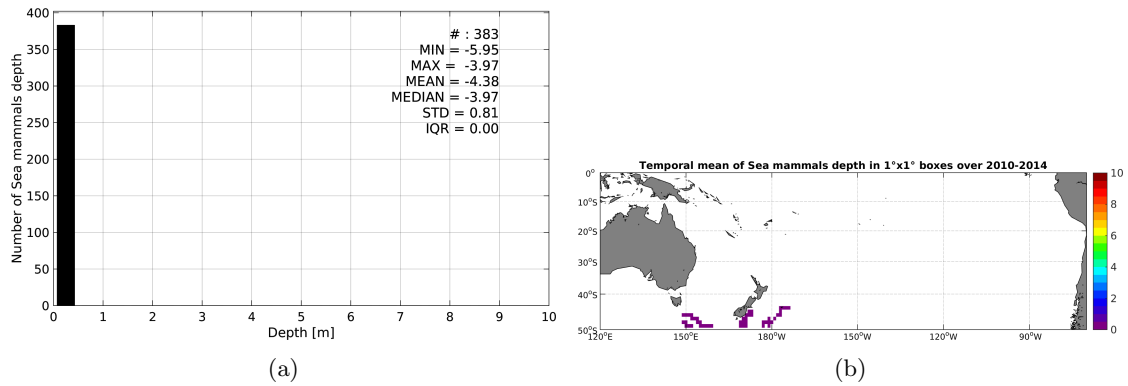 400
350
300
250
200
150
100
50
0
Number of Sea mammals depth
# : 383
MIN = -5.95
MAX = -3.97
MEAN = -4.38
MEDIAN = -3.97
STD = 0.81
IQR = 0.00
0 1 2 3 4 5 6 7 8 9 10
Depth [m]
(a)
Temporal mean of Sea mammals depth in 1°x1° boxes over 2010-2014
0°
10°S
20°S
30°S
40°S
50°S
120°E 150°E 180°W 150°W 120°W 90°W
10
8
6
4
2
0
(b)